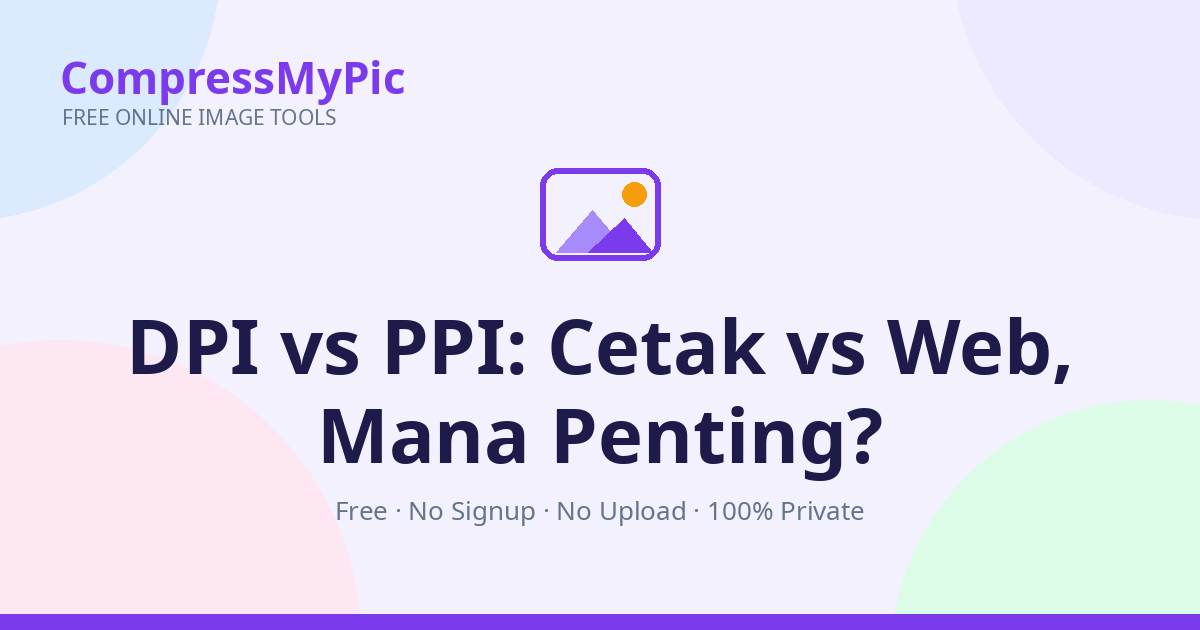 CompressMyPic
FREE ONLINE IMAGE TOOLS
DPI vs PPI: Cetak vs Web,
Mana Penting?
Free · No Signup · No Upload · 100% Private